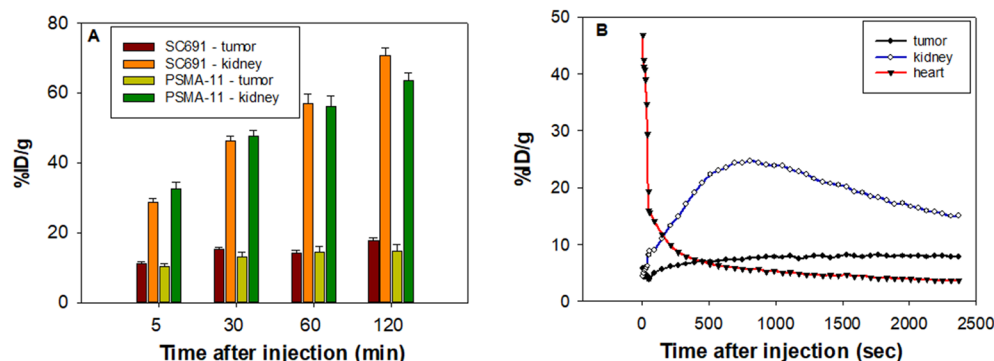 A
SC691 - tumor
SC691 - kidney
PSMA-11 - tumor
PSMA-11 - kidney
%ID/g
80
60
40
20
0
5 30 60 120
Time after injection (min)
B
tumor
kidney
heart
%ID/g
50
40
30
20
10
0
0 500 1000 1500 2000 2500
Time after injection (sec)